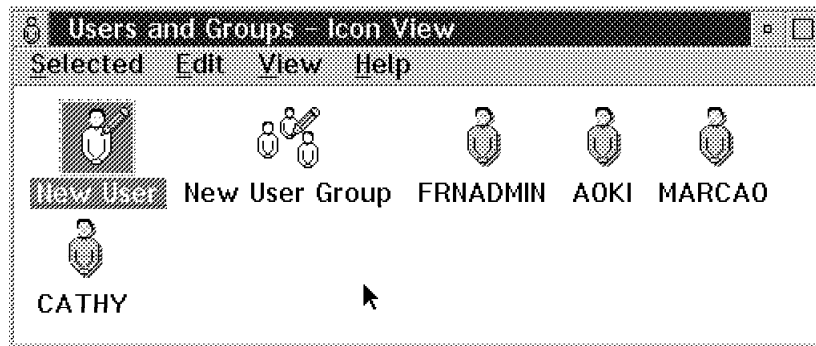 Users and Groups - Icon View
Selected Edit View Help
New User New User Group FRNADMIN AOKI MARCAO
CATHY